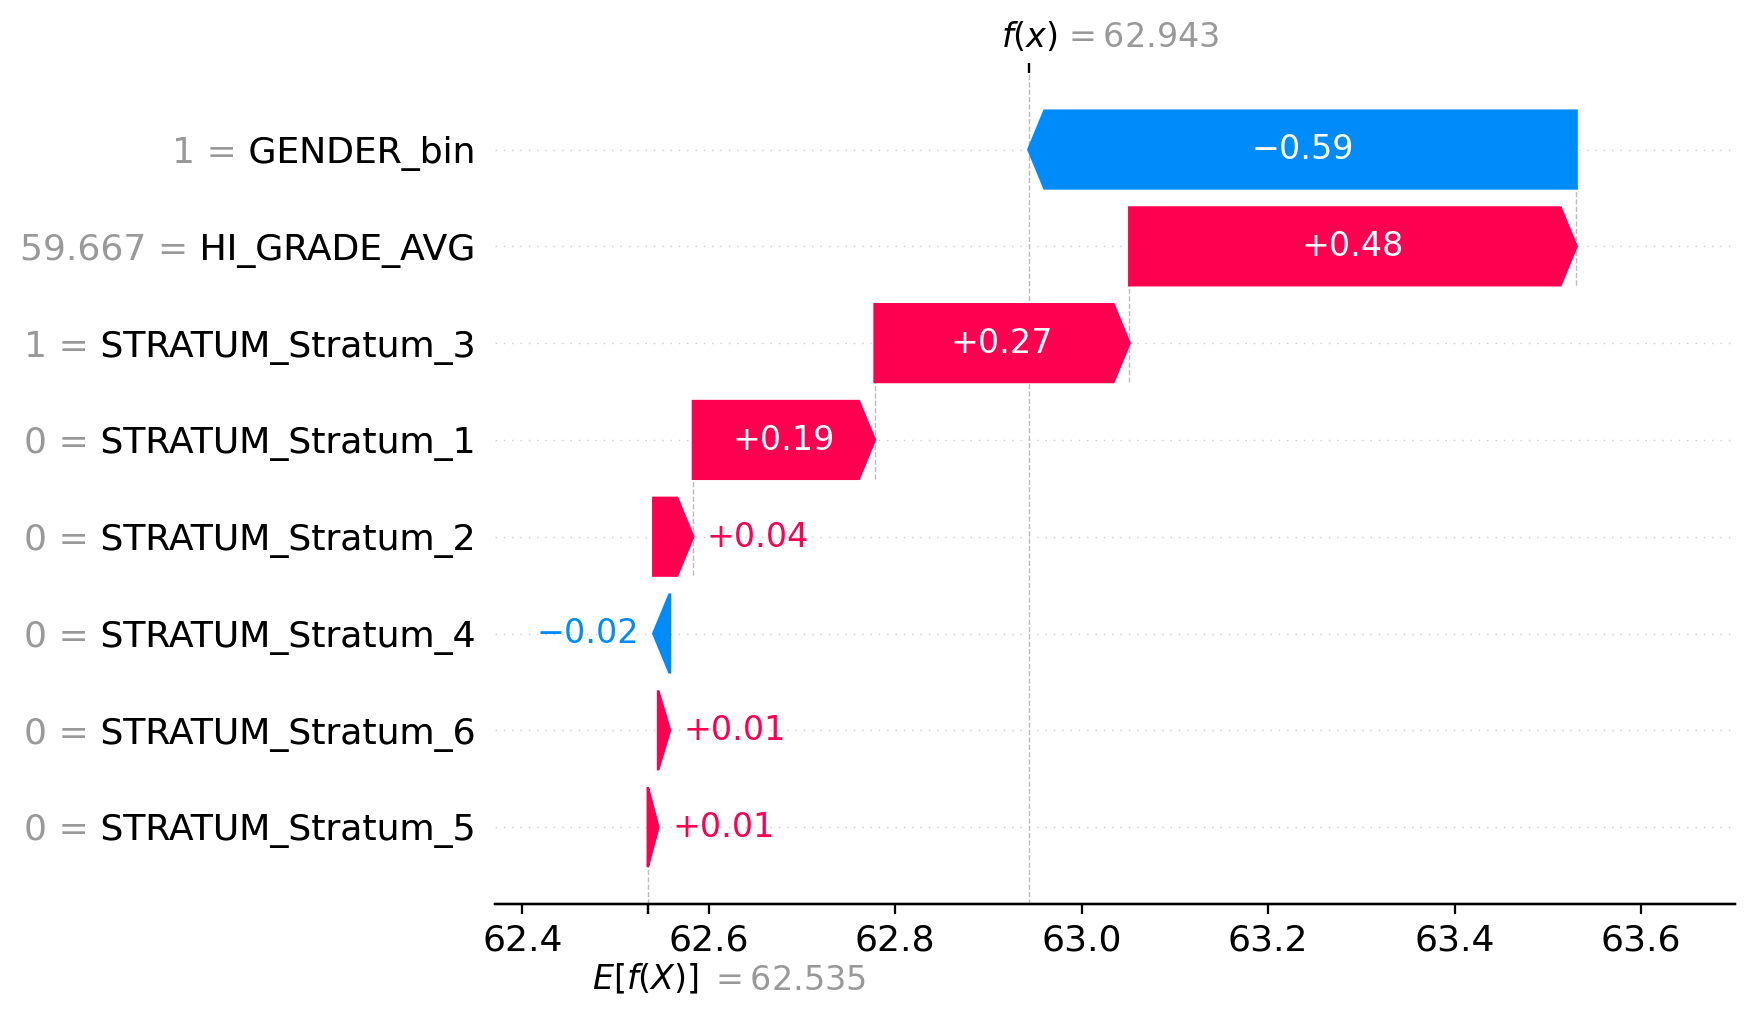 f(x) = 62.943
1 = GENDER_bin −0.59
59.667 = HI_GRADE_AVG +0.48
1 = STRATUM_Stratum_3 +0.27
0 = STRATUM_Stratum_1 +0.19
0 = STRATUM_Stratum_2 +0.04
0 = STRATUM_Stratum_4 −0.02
0 = STRATUM_Stratum_6 +0.01
0 = STRATUM_Stratum_5 +0.01
62.4 62.6 62.8 63.0 63.2 63.4 63.6
E[f(X)] = 62.535